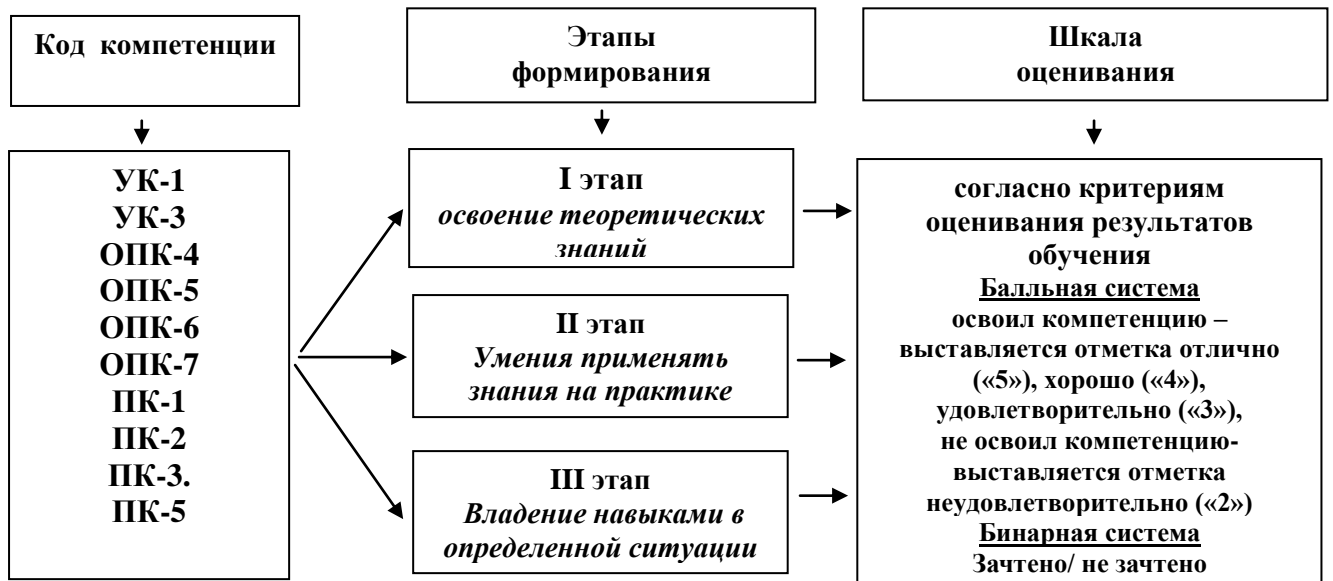 Код компетенции
Этапы
формирования
Шкала
оценивания
УК-1
УК-3
ОПК-4
ОПК-5
ОПК-6
ОПК-7
ПК-1
ПК-2
ПК-3.
ПК-5
I этап
освоение теоретических
знаний
II этап
Умения применять
знания на практике
III этап
Владение навыками в
определенной ситуации
согласно критериям
оценивания результатов
обучения
Балльная система
освоил компетенцию –
выставляется отметка отлично
(«5»), хорошо («4»),
удовлетворительно («3»),
не освоил компетенцию-
выставляется отметка
неудовлетворительно («2»)
Бинарная система
Зачтено/ не зачтено